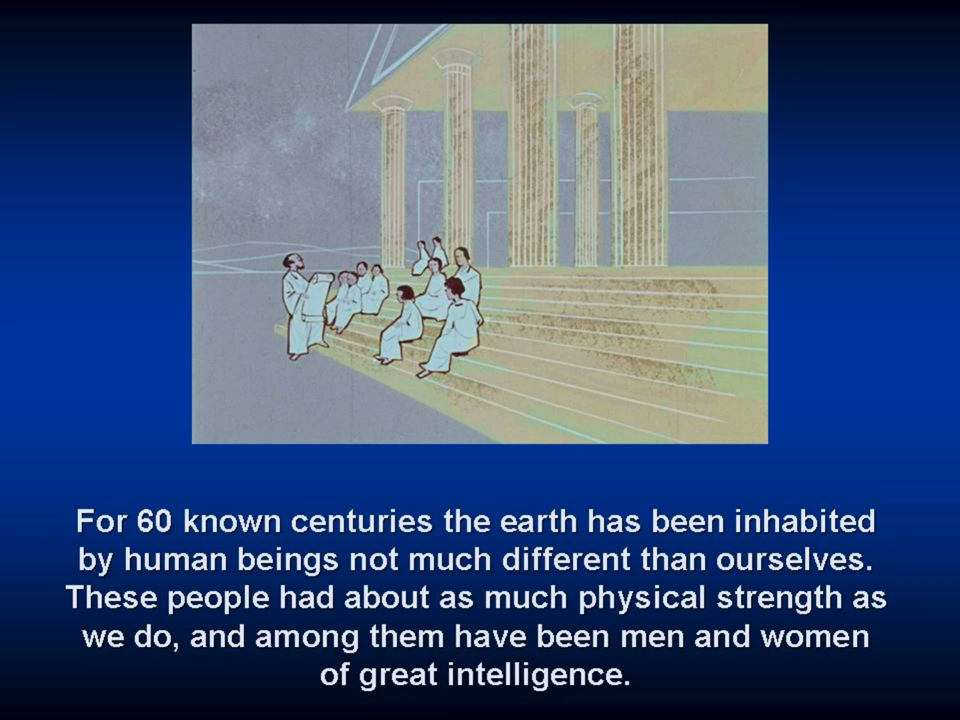 For 60 known centuries the earth has been inhabited
by human beings not much different than ourselves.
These people had about as much physical strength as
we do, and among them have been men and women
of great intelligence.